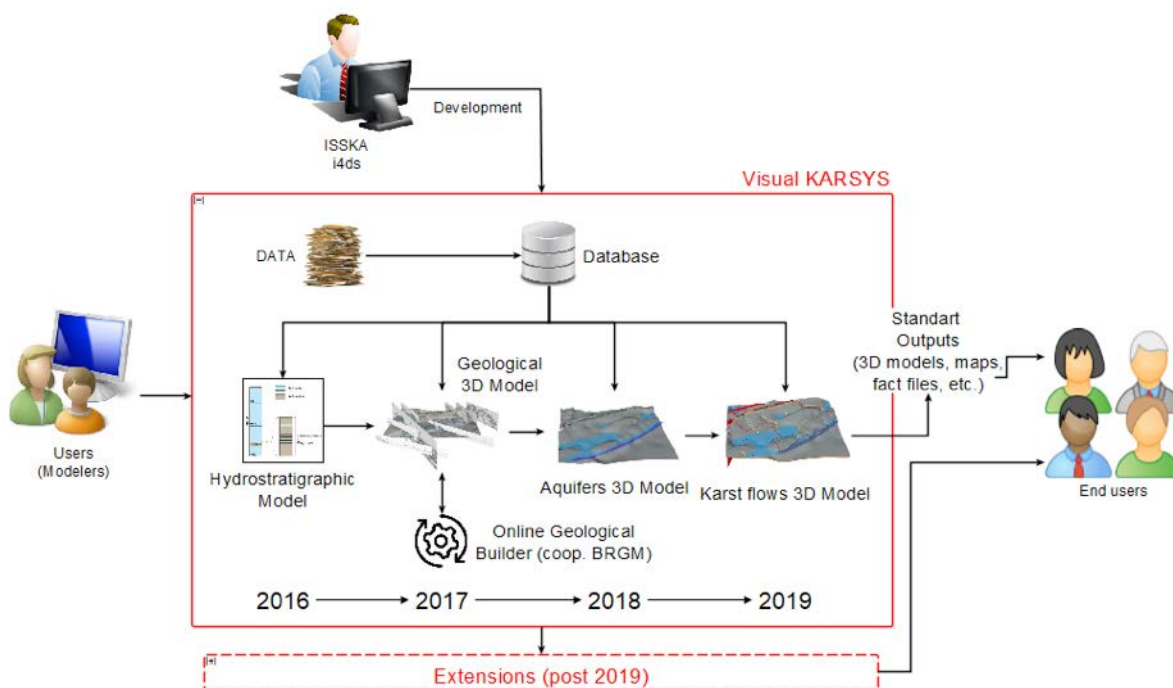 Development
ISSKA
i4ds
Visual KARSYS
DATA
Database
Standart
Outputs
(3D models, maps,
fact files, etc.)
Geological
3D Model
Users
(Modelers)
Hydrostratigraphic
Model
Aquifers 3D Model
Karst flows 3D Model
End users
Online Geological
Builder (coop. BRGM)
2016
2017
2018
2019
Extensions (post 2019)